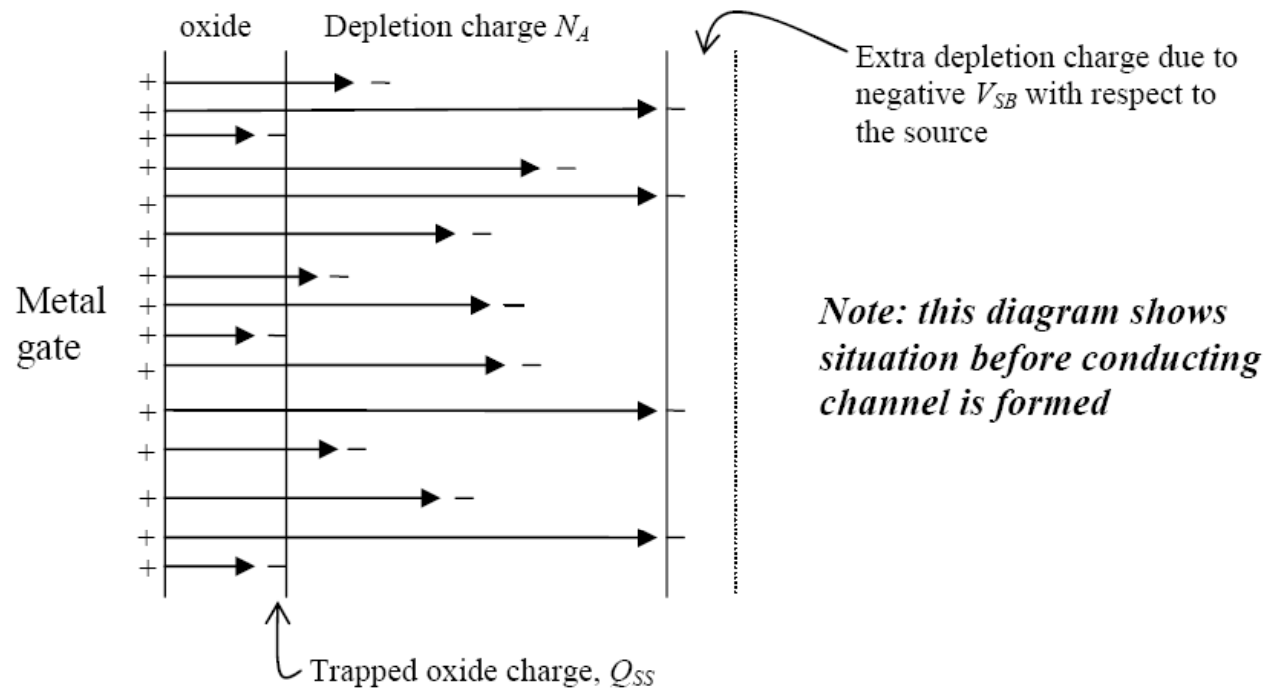 oxide
Depletion charge N_A
Extra depletion charge due to
negative V_SB with respect to
the source
Metal
gate
Note: this diagram shows
situation before conducting
channel is formed
Trapped oxide charge, Q_SS